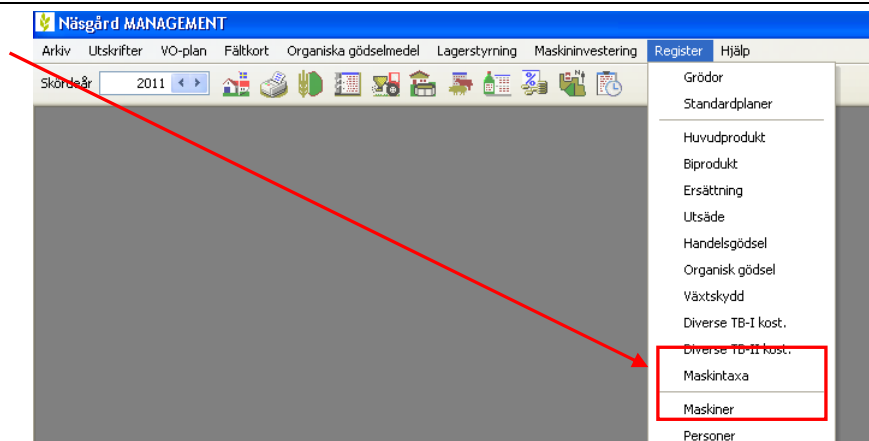 Näsgård MANAGEMENT
Arkiv Utskrifter VO-plan Fältkort Organiska gödselmedel Lagerstyrning Maskininvestering Register Hjälp
Skördeår 2011
Grödor
Standardplaner
Huvudprodukt
Biprodukt
Ersättning
Utsäde
Handelsgödsel
Organisk gödsel
Växtskydd
Diverse TB-I kost.
Diverse TB-II kost.
Maskintaxa
Maskiner
Personer